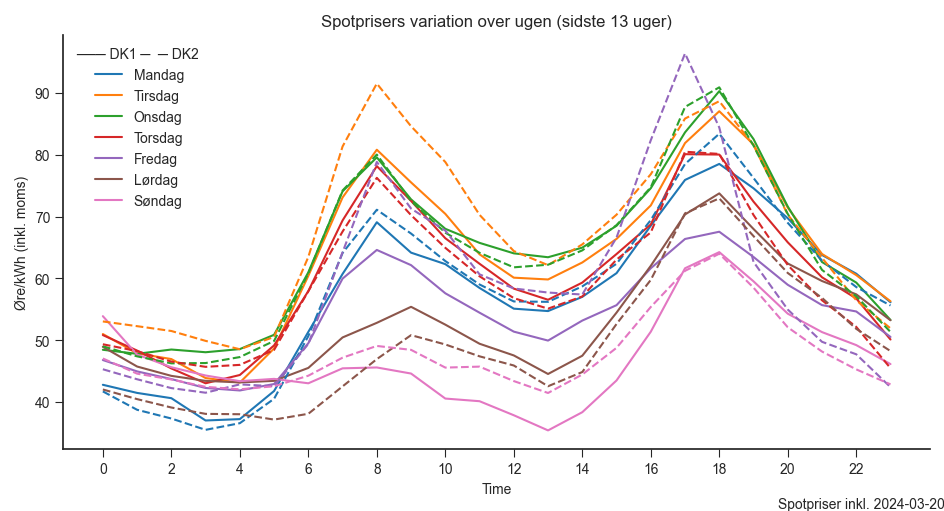 Spotprisers variation over ugen (sidste 13 uger)
DK1 DK2
Mandag
Tirsdag
Onsdag
Torsdag
Fredag
Lørdag
Søndag
Øre/kWh (inkl. moms)
90
80
70
60
50
40
0 2 4 6 8 10 12 14 16 18 20 22
Time
Spotpriser inkl. 2024-03-20